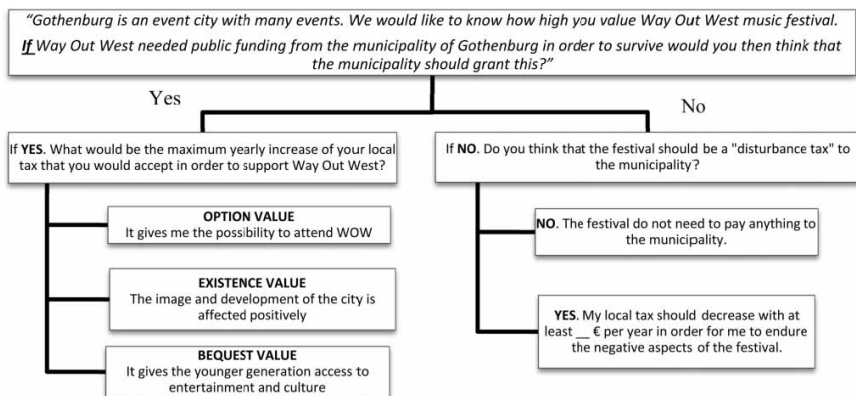 “Gothenburg is an event city with many events. We would like to know how high you value Way Out West music festival.
If Way Out West needed public funding from the municipality of Gothenburg in order to survive would you then think that
the municipality should grant this?”
Yes
No
If YES. What would be the maximum yearly increase of your local
tax that you would accept in order to support Way Out West?
If NO. Do you think that the festival should be a "disturbance tax" to
the municipality?
OPTION VALUE
It gives me the possibility to attend WOW
NO. The festival do not need to pay anything to
the municipality.
EXISTENCE VALUE
The image and development of the city is
affected positively
YES. My local tax should decrease with at
least __ € per year in order for me to endure
the negative aspects of the festival.
BEQUEST VALUE
It gives the younger generation access to
entertainment and culture